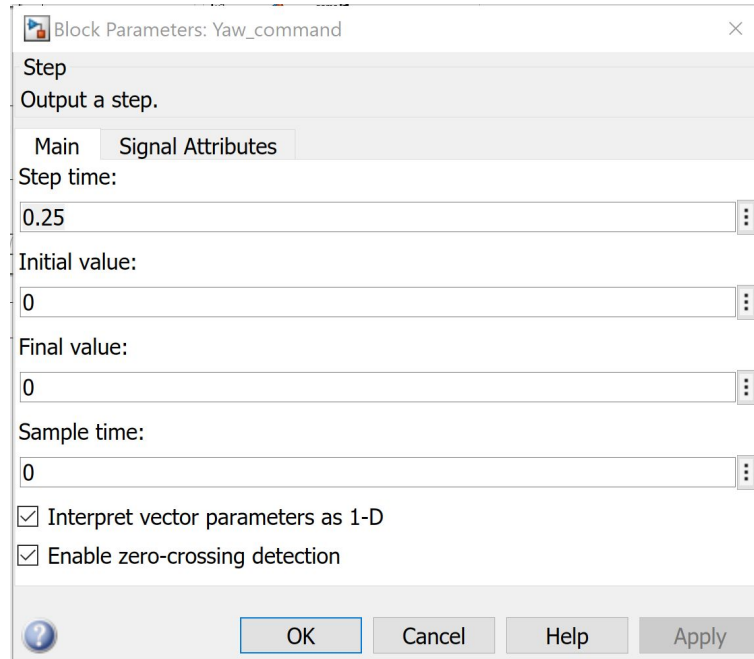 Block Parameters: Yaw_command
Step
Output a step.
Main Signal Attributes
Step time:
0.25
Initial value:
0
Final value:
0
Sample time:
0
Interpret vector parameters as 1-D
Enable zero-crossing detection
OK Cancel Help Apply